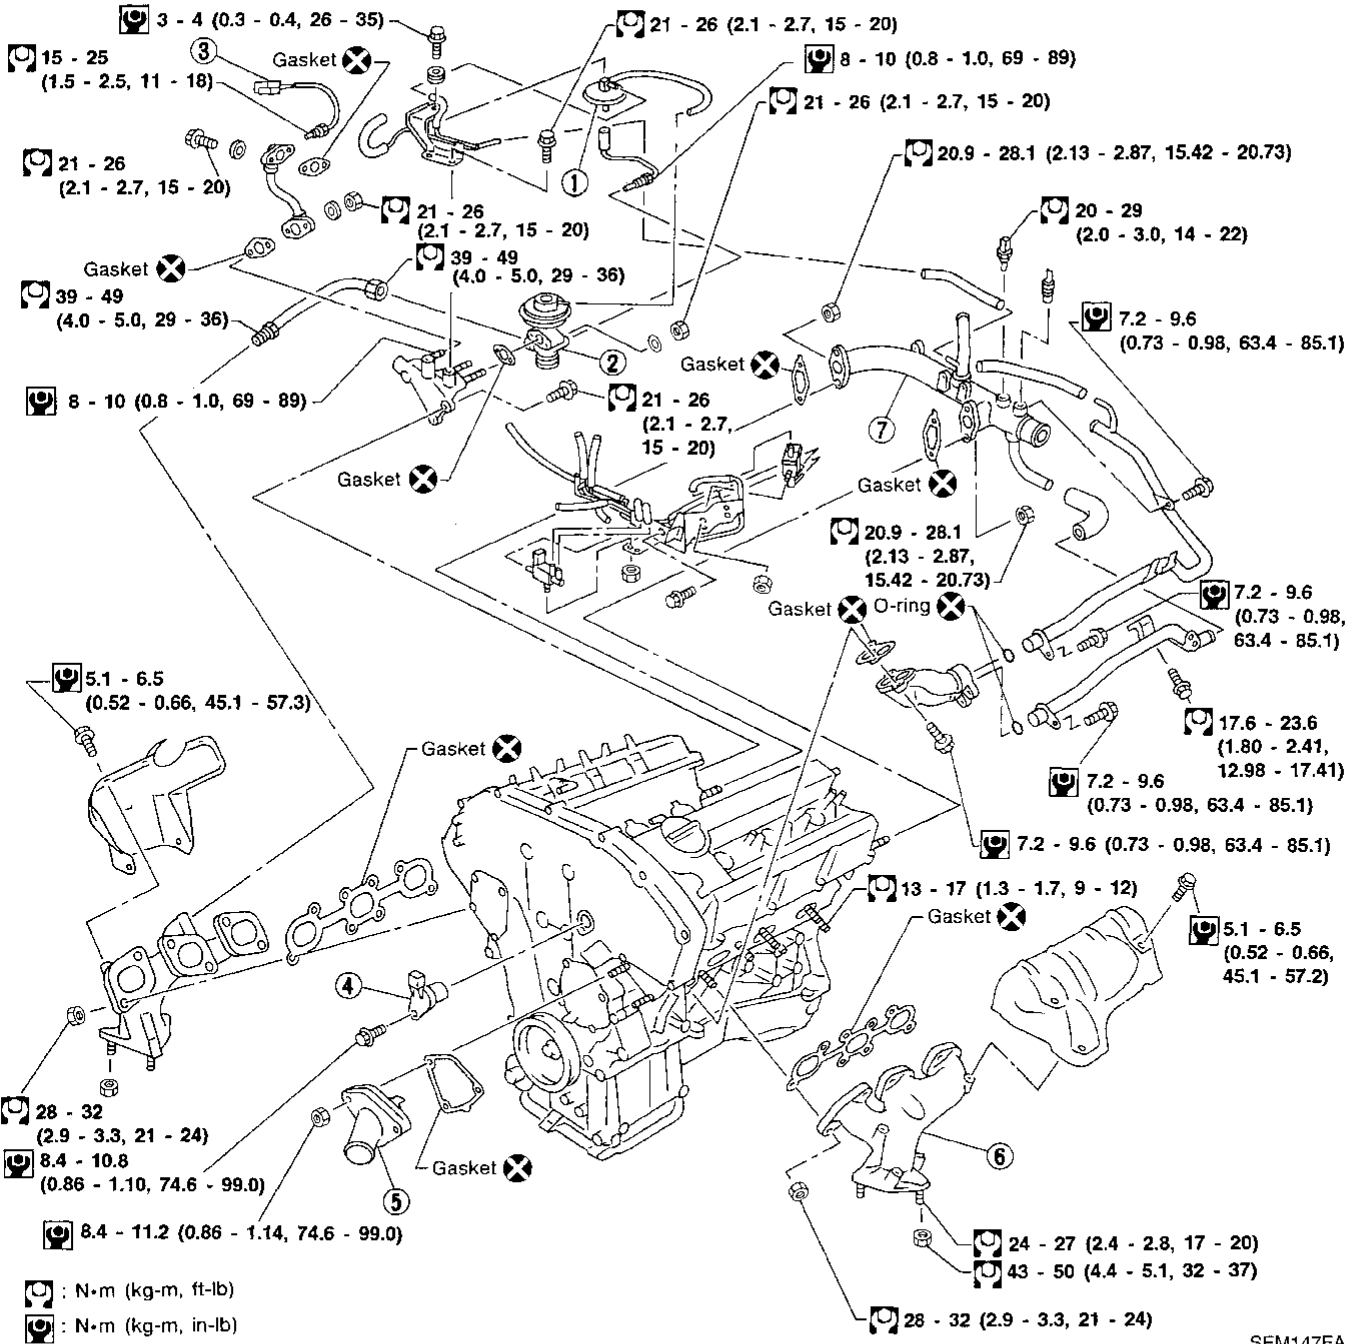 3 - 4 (0.3 - 0.4, 26 - 35)
21 - 26 (2.1 - 2.7, 15 - 20)
3
15 - 25
(1.5 - 2.5, 11 - 18)
Gasket
8 - 10 (0.8 - 1.0, 69 - 89)
21 - 26 (2.1 - 2.7, 15 - 20)
20.9 - 28.1 (2.13 - 2.87, 15.42 - 20.73)
21 - 26
(2.1 - 2.7, 15 - 20)
1
21 - 26
(2.1 - 2.7, 15 - 20)
20 - 29
(2.0 - 3.0, 14 - 22)
Gasket
39 - 49
(4.0 - 5.0, 29 - 36)
39 - 49
(4.0 - 5.0, 29 - 36)
7.2 - 9.6
(0.73 - 0.98, 63.4 - 85.1)
2
Gasket
8 - 10 (0.8 - 1.0, 69 - 89)
21 - 26
(2.1 - 2.7,
15 - 20)
7
Gasket
Gasket
20.9 - 28.1
(2.13 - 2.87,
15.42 - 20.73)
Gasket
O-ring
7.2 - 9.6
(0.73 - 0.98,
63.4 - 85.1)
5.1 - 6.5
(0.52 - 0.66, 45.1 - 57.3)
17.6 - 23.6
(1.80 - 2.41,
12.98 - 17.41)
Gasket
7.2 - 9.6
(0.73 - 0.98, 63.4 - 85.1)
7.2 - 9.6 (0.73 - 0.98, 63.4 - 85.1)
13 - 17 (1.3 - 1.7, 9 - 12)
Gasket
5.1 - 6.5
(0.52 - 0.66,
45.1 - 57.2)
4
28 - 32
(2.9 - 3.3, 21 - 24)
8.4 - 10.8
(0.86 - 1.10, 74.6 - 99.0)
Gasket
5
6
8.4 - 11.2 (0.86 - 1.14, 74.6 - 99.0)
24 - 27 (2.4 - 2.8, 17 - 20)
43 - 50 (4.4 - 5.1, 32 - 37)
28 - 32 (2.9 - 3.3, 21 - 24)
: N•m (kg-m, ft-lb)
: N•m (kg-m, in-lb)
SEM147FA